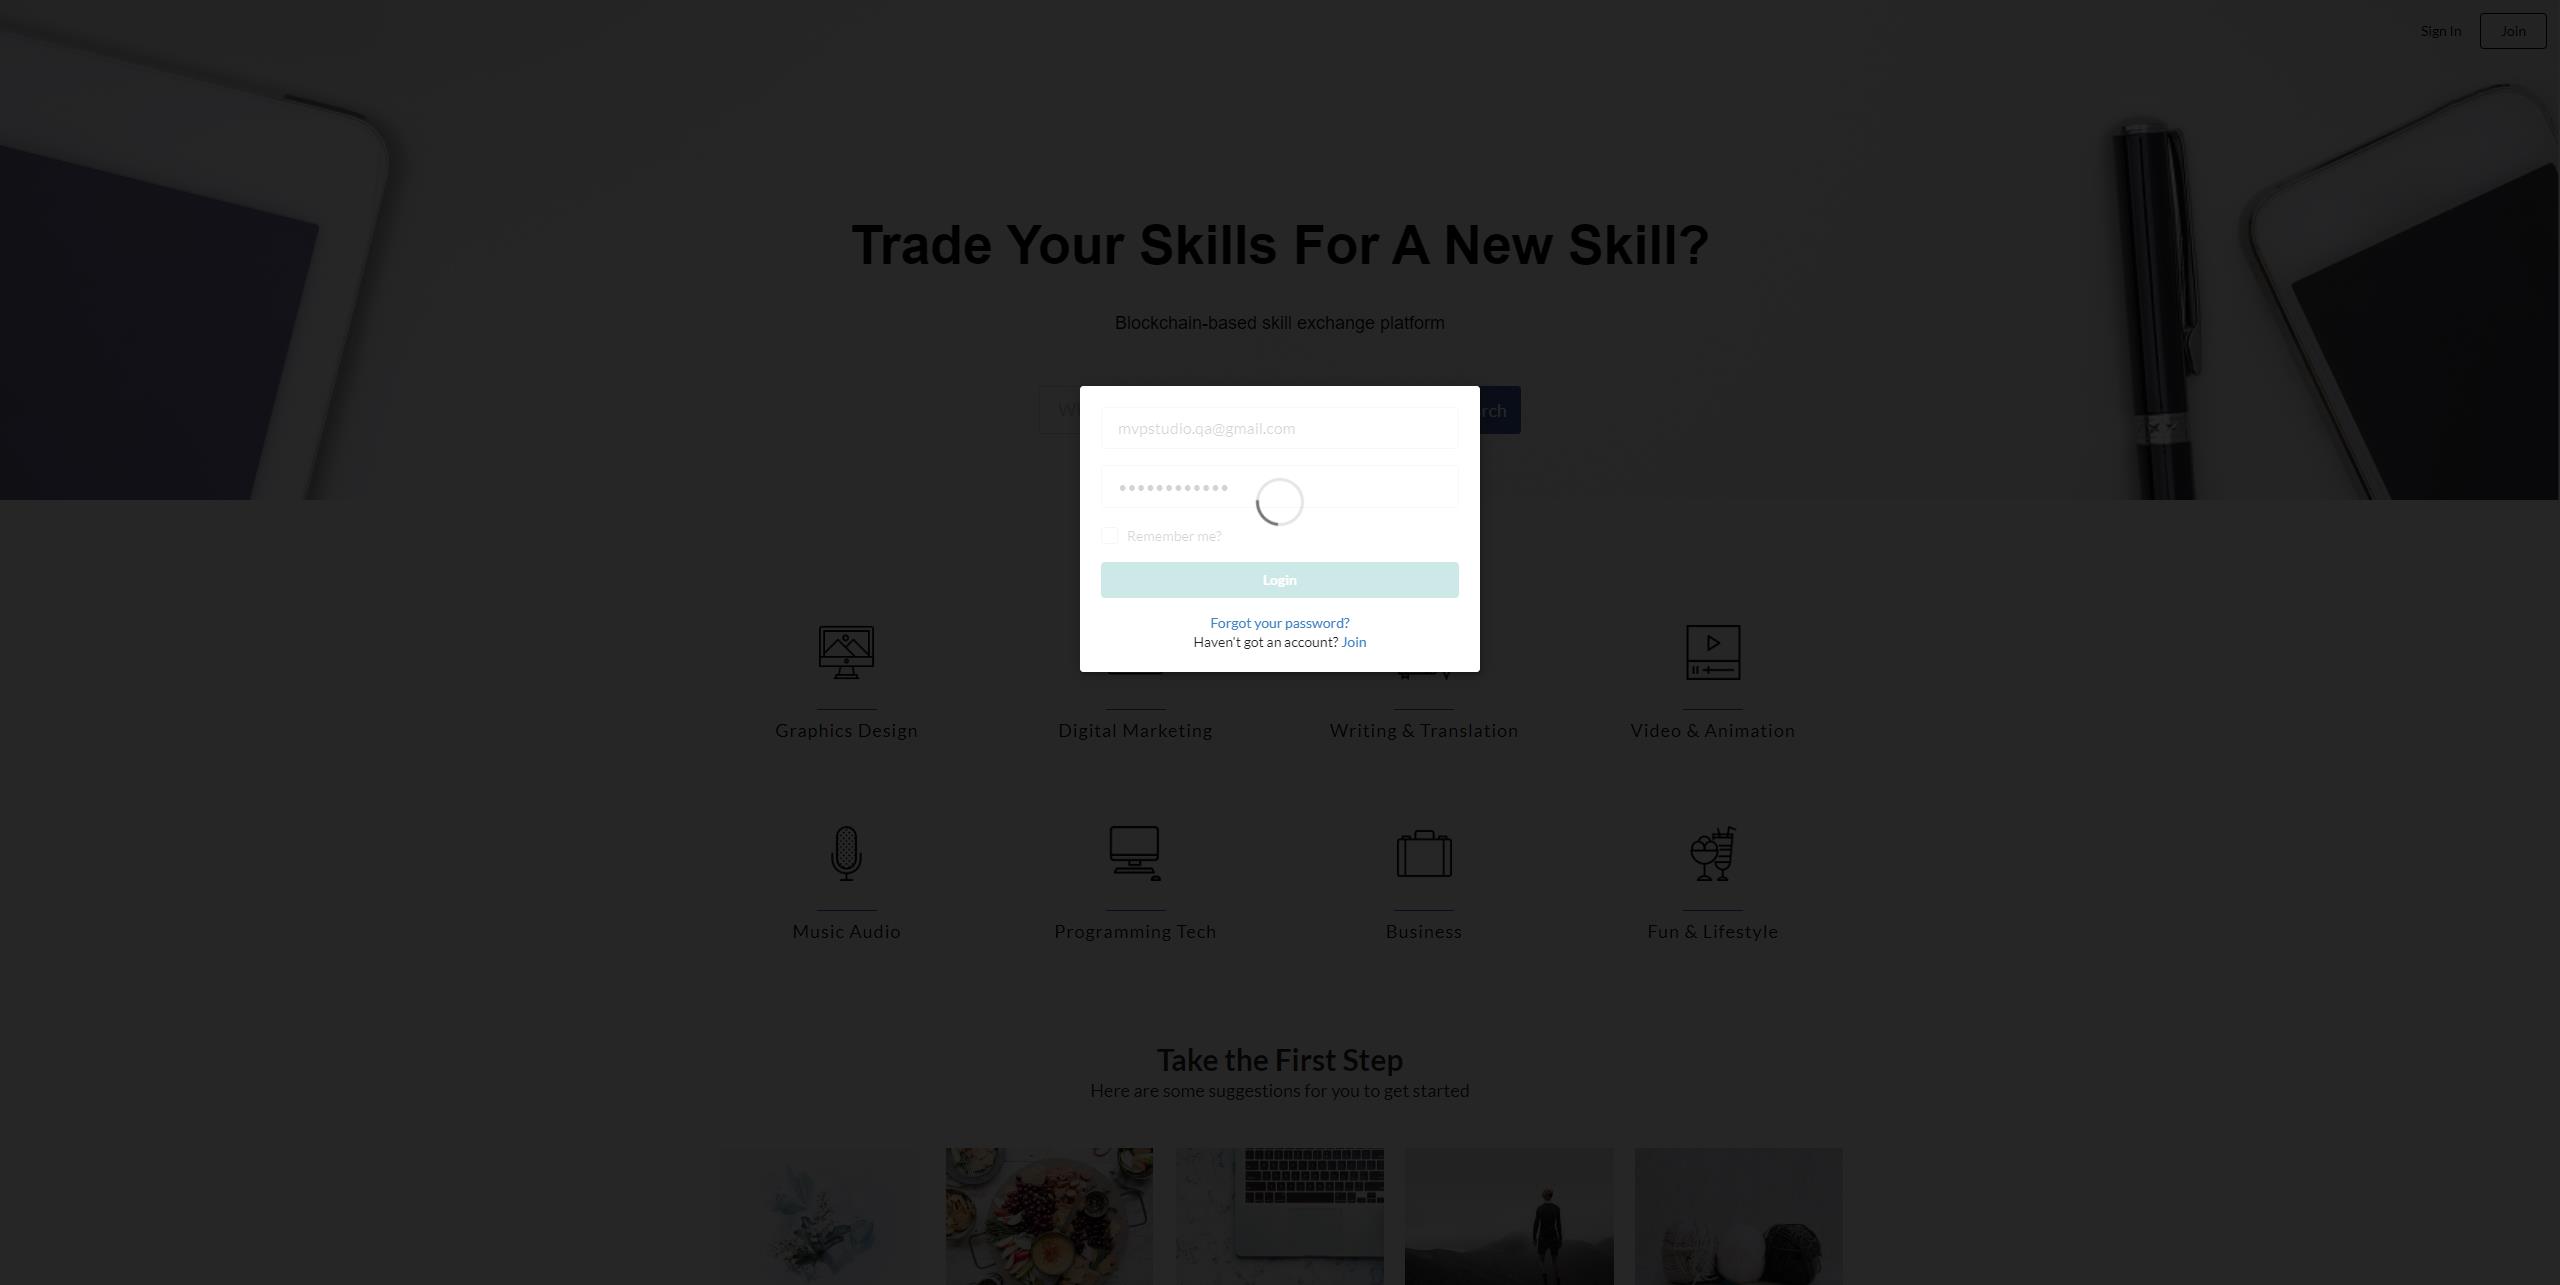 Sign In
Join
Trade Your Skills For A New Skill?
Blockchain-based skill exchange platform
mvpstudio.qa@gmail.com
••••••••••••
Remember me?
Login
Forgot your password?
Haven't got an account? Join
Graphics Design
Digital Marketing
Writing & Translation
Video & Animation
Music Audio
Programming Tech
Business
Fun & Lifestyle
Take the First Step
Here are some suggestions for you to get started